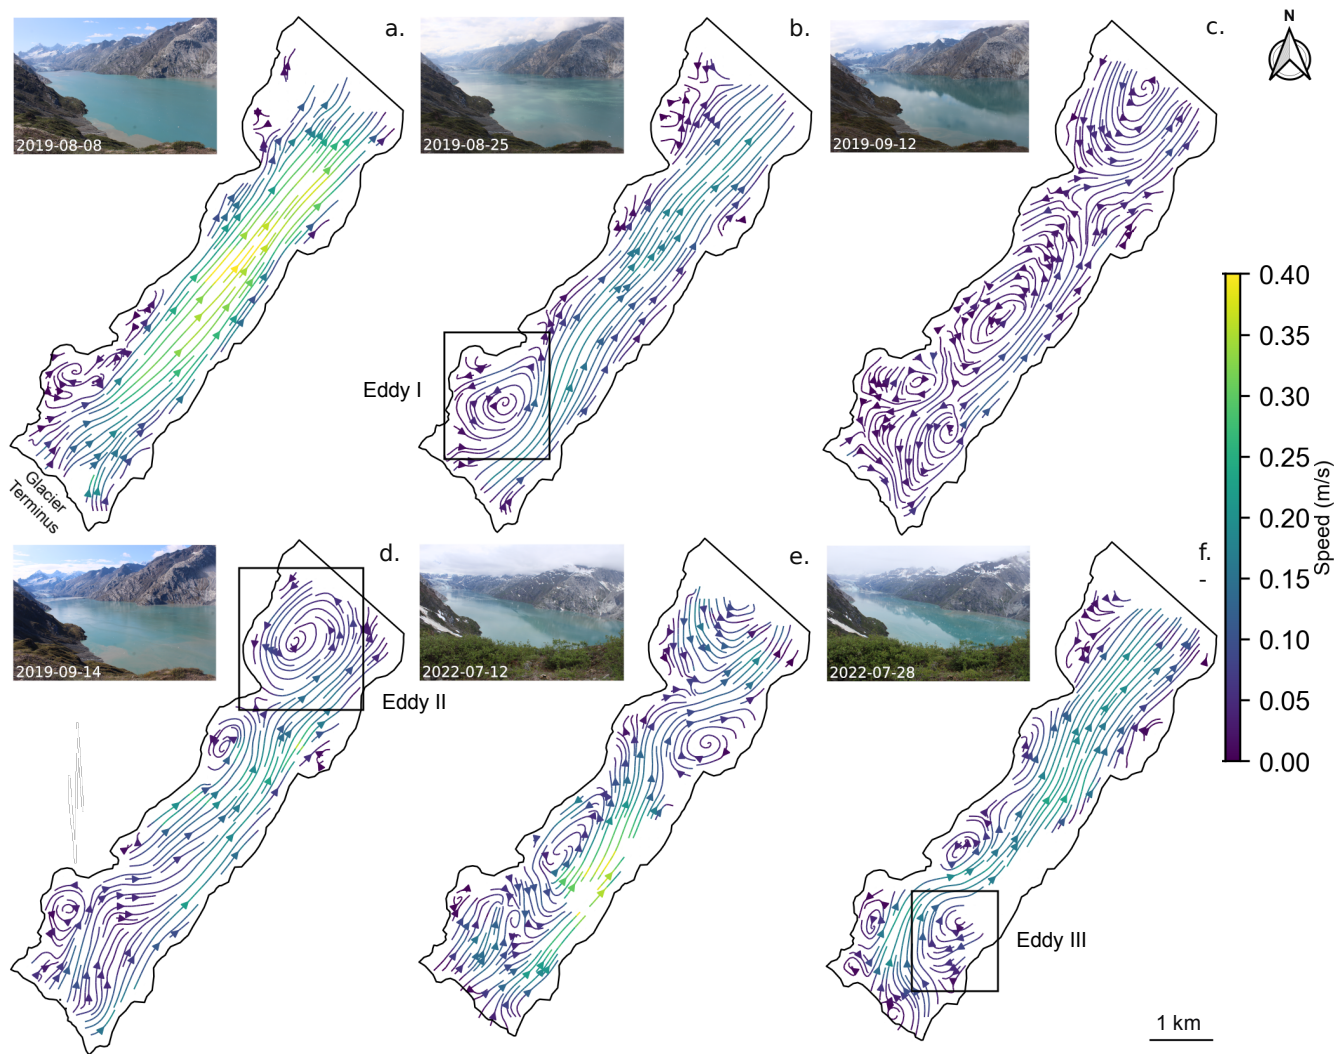 a.
2019-08-08
b.
2019-08-25
c.
2019-09-12
N
Eddy I
Glacier
Terminus
0.40
0.35
0.30
0.25
0.20
0.15
0.10
0.05
0.00
Speed (m/s)
d.
2019-09-14
Eddy II
e.
2022-07-12
f.
-
2022-07-28
Eddy III
1 km